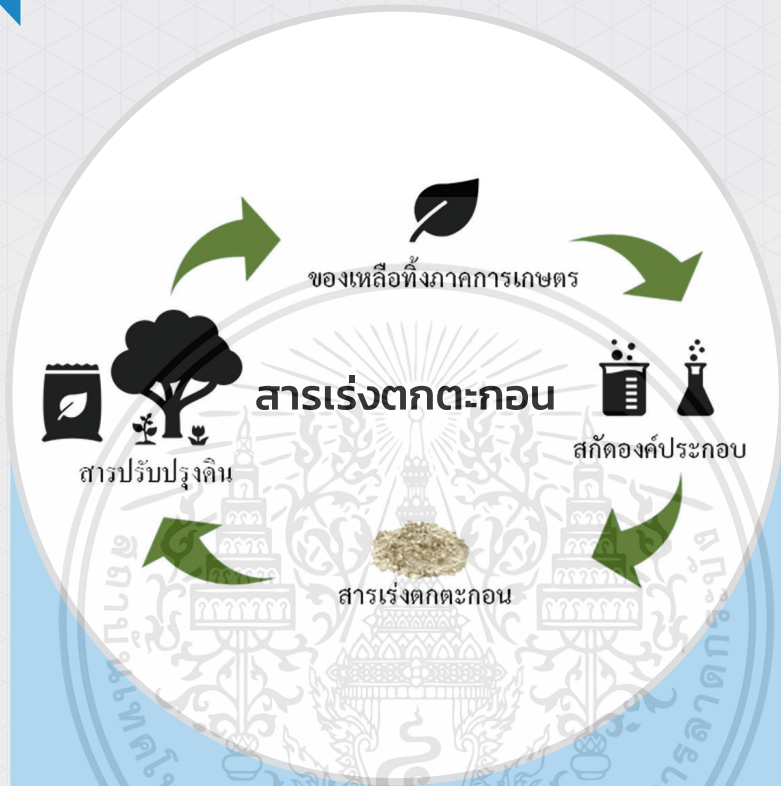 ของเหลือทิ้งภาคการเกษตร
สารเร่งตกตะกอน
สกัดองค์ประกอบ
สารปรับปรุงดิน
สารเร่งตกตะกอน